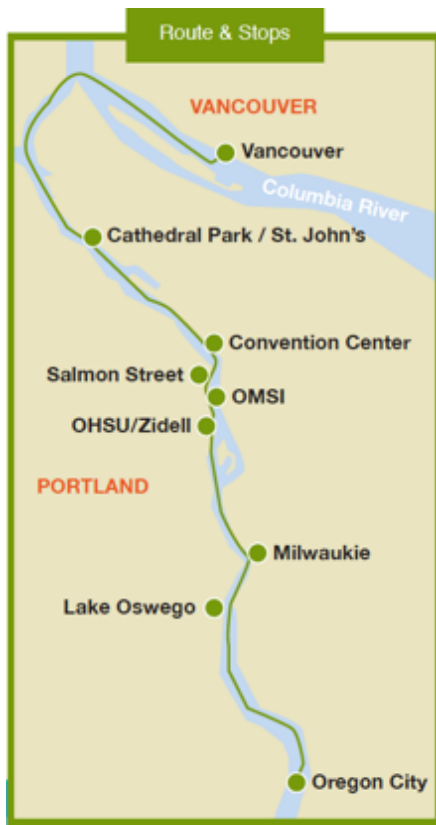 Route & Stops
VANCOUVER
Vancouver
Columbia River
Cathedral Park / St. John's
Convention Center
Salmon Street
OMSI
OHSU/Zidell
PORTLAND
Milwaukie
Lake Oswego
Oregon City